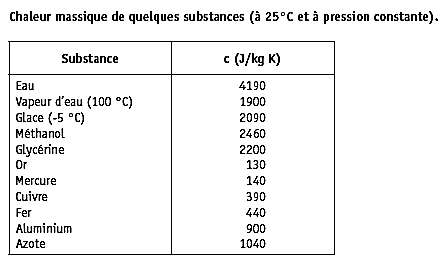 Chaleur massique de quelques substances (à 25°C et à pression constante).
Substance c (J/kg K)
Eau 4190
Vapeur d'eau (100 °C) 1900
Glace (-5 °C) 2090
Méthanol 2460
Glycérine 2200
Or 130
Mercure 140
Cuivre 390
Fer 440
Aluminium 900
Azote 1040